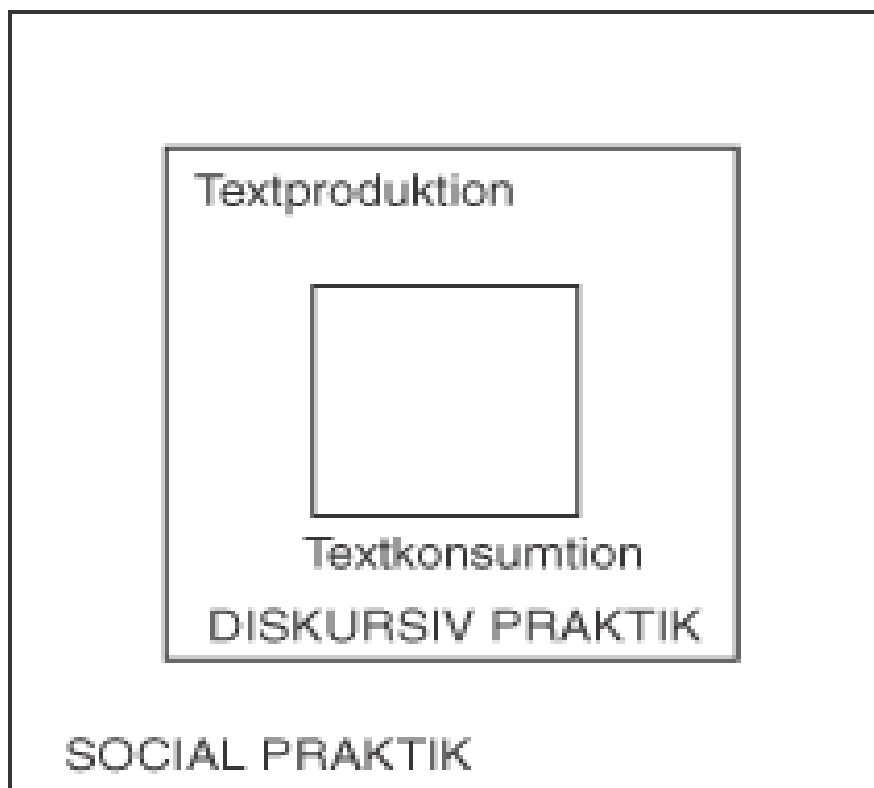 Textproduktion
Textkonsumtion
DISKURSIV PRAKTIK
SOCIAL PRAKTIK